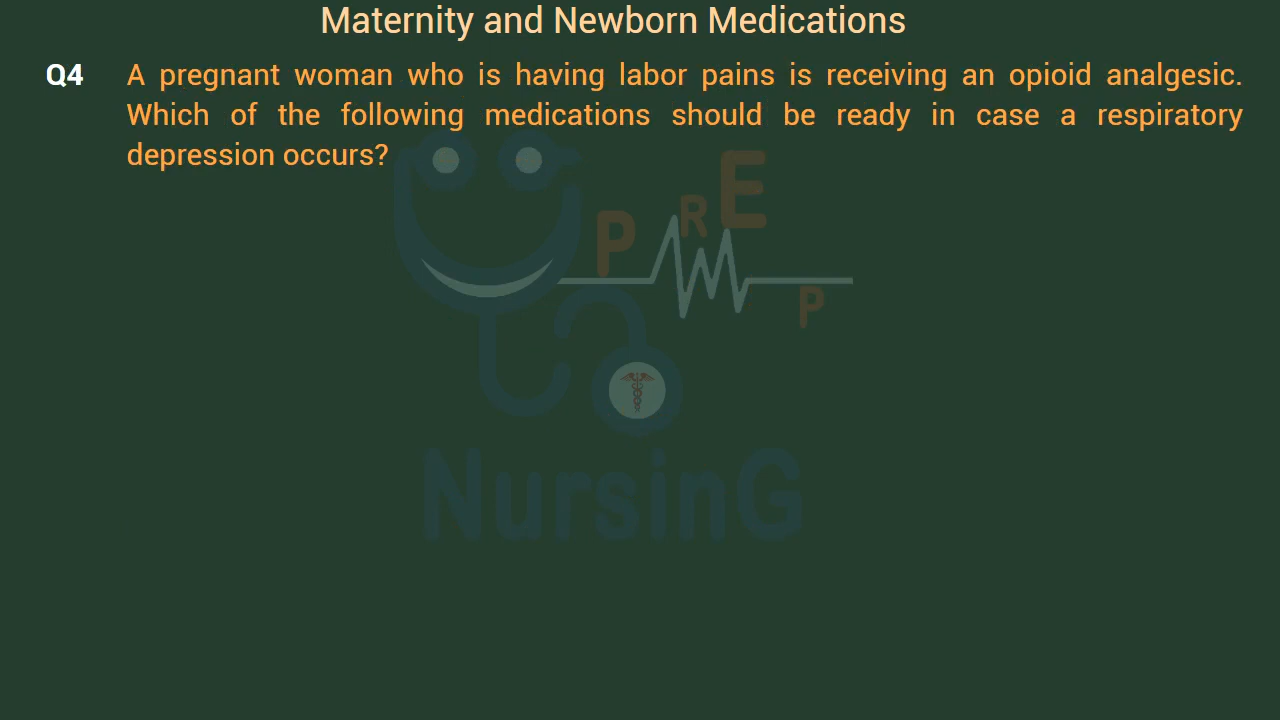 Maternity and Newborn Medications
Q4 A pregnant woman who is having labor pains is receiving an opioid analgesic.
Which of the following medications should be ready in case a respiratory
depression occurs?
PREP
NursinG